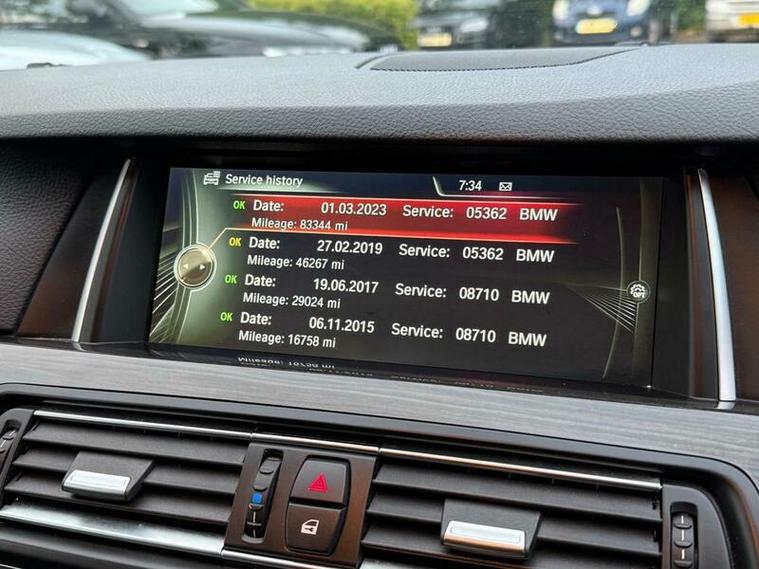 Service history
7:34
OK Date: 01.03.2023 Service: 05362 BMW
Mileage: 83344 mi
OK Date: 27.02.2019 Service: 05362 BMW
Mileage: 46267 mi
OK Date: 19.06.2017 Service: 08710 BMW
Mileage: 29024 mi
OK Date: 06.11.2015 Service: 08710 BMW
Mileage: 16758 mi
OPT